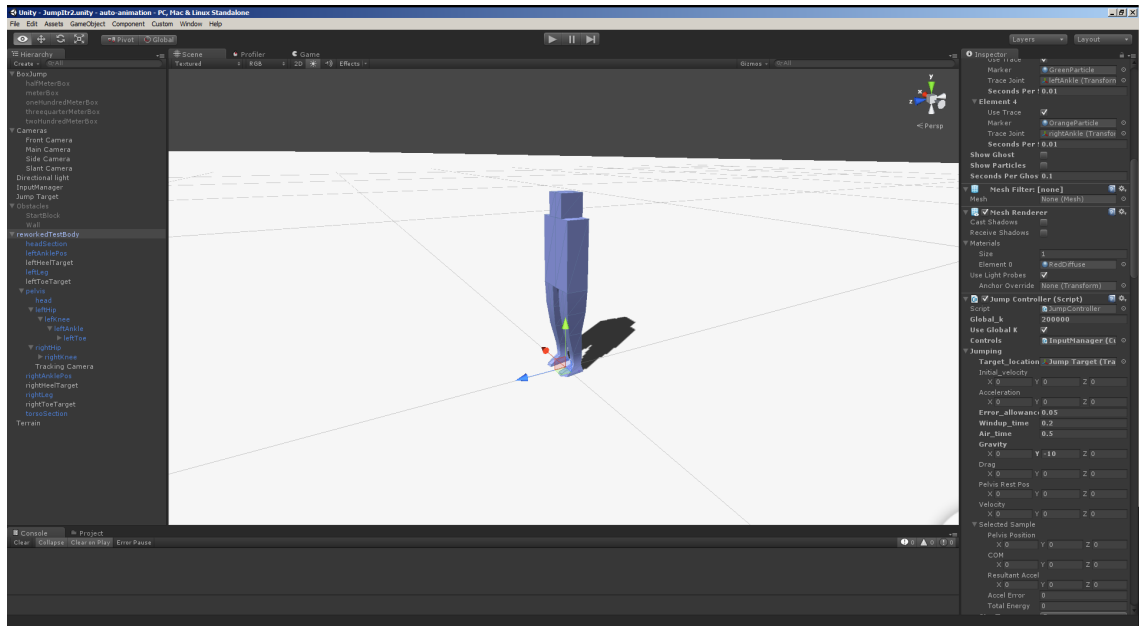 Unity - JumpItr2.unity - auto-animation - PC, Mac & Linux Standalone
File Edit Assets GameObject Component Custom Window Help
Pivot Global
Layers Layout
Hierarchy
Create All
BoxJump
halfMeterBox
meterBox
oneHundredMeterBox
threequarterMeterBox
twoHundredMeterBox
Cameras
Front Camera
Main Camera
Side Camera
Slant Camera
Directional light
InputManager
Jump Target
Obstacles
StartBlock
Wall
reworkedTestBody
headSection
leftAnklePos
leftHeelTarget
leftLeg
leftToeTarget
pelvis
head
leftHip
leftKnee
leftAnkle
leftToe
rightHip
rightKnee
Tracking Camera
rightAnklePos
rightHeelTarget
rightLeg
rightToeTarget
torsoSection
Terrain
Scene Profiler Game
Textured RGB 2D Effects Gizmos All
y
x
z
Persp
Console Project
Clear Collapse Clear on Play Error Pause 0 0 0
Inspector
Use Trace
Marker GreenParticle
Trace Joint leftAnkle (Transform
Seconds Per 0.01
Element 4
Use Trace
Marker OrangeParticle
Trace Joint rightAnkle (Transfor
Seconds Per 0.01
Show Ghost
Show Particles
Seconds Per Ghos 0.1
Mesh Filter: [none]
Mesh None (Mesh)
Mesh Renderer
Cast Shadows
Receive Shadows
Materials
Size 1
Element 0 RedDiffuse
Use Light Probes
Anchor Override None (Transform)
Jump Controller (Script)
Script JumpController
Global_k 200000
Use Global K
Controls InputManager (C
Jumping
Target_location Jump Target (Tra
Initial_velocity
X 0 Y 0 Z 0
Acceleration
X 0 Y 0 Z 0
Error_allowanc 0.05
Windup_time 0.2
Air_time 0.5
Gravity
X 0 Y -10 Z 0
Drag
X 0 Y 0 Z 0
Pelvis Rest Pos
X 0 Y 0 Z 0
Velocity
X 0 Y 0 Z 0
Selected Sample
Pelvis Position
X 0 Y 0 Z 0
COM
X 0 Y 0 Z 0
Resultant Accel
X 0 Y 0 Z 0
Accel Error 0
Total Energy 0